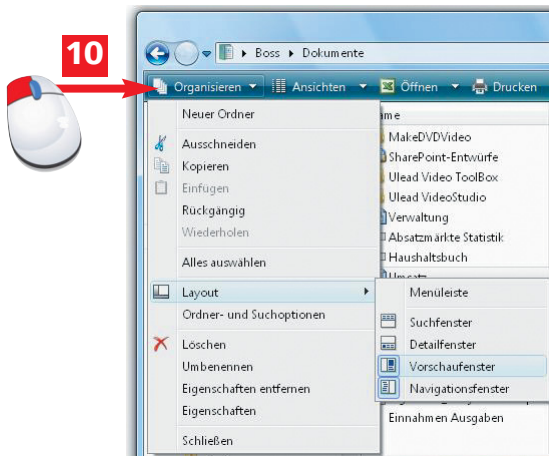 10
Boss ▸ Dokumente
Organisieren Ansichten Öffnen Drucken
Neuer Ordner
Ausschneiden
Kopieren
Einfügen
Rückgängig
Wiederholen
Alles auswählen
Layout
Ordner- und Suchoptionen
Löschen
Umbenennen
Eigenschaften entfernen
Eigenschaften
Schließen
me
MakeDVDVideo
SharePoint-Entwürfe
Ulead Video ToolBox
Ulead VideoStudio
Verwaltung
Absatzmärkte Statistik
Haushaltsbuch
Umsatz
Menüleiste
Suchfenster
Detailfenster
Vorschaufenster
Navigationsfenster
Einnahmen Ausgaben